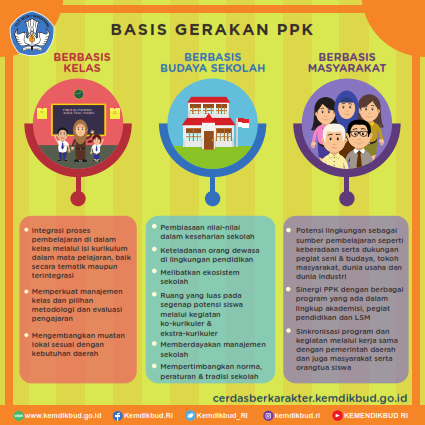 BASIS GERAKAN PPK
BERBASIS
KELAS
Integrasi proses
pembelajaran di dalam
kelas melalui isi kurikulum
dalam mata pelajaran, baik
secara tematik maupun
terintegrasi
Memperkuat manajemen
kelas dan pilihan
metodologi dan evaluasi
pengajaran
Mengembangkan muatan
lokal sesuai dengan
kebutuhan daerah
BERBASIS
BUDAYA SEKOLAH
Pembiasaan nilai-nilai
dalam keseharian sekolah
Keteladanan orang dewasa
di lingkungan pendidikan
Melibatkan ekosistem
sekolah
Ruang yang luas pada
segenap potensi siswa
melalui kegiatan
ko-kurikuler &
ekstra-kurikuler
Memberdayakan manajemen
sekolah
Mempertimbangkan norma,
peraturan & tradisi sekolah
BERBASIS
MASYARAKAT
Potensi lingkungan sebagai
sumber pembelajaran seperti
keberadaan serta dukungan
pegiat seni & budaya, tokoh
masyarakat, dunia usaha dan
industri
Sinergi PPK dengan berbagai
program yang ada dalam
lingkup akademisi, pegiat
pendidikan dan LSM
Sinkronisasi program dan
kegiatan melalui kerja sama
dengan pemerintah daerah
dan juga masyarakat serta
orangtua siswa
cerdasberkarakter.kemdikbud.go.id
www.kemdikbud.go.id
Kemdikbud.RI
Kemdikbud_RI
kemdikbud.ri
KEMENDIKBUD RI